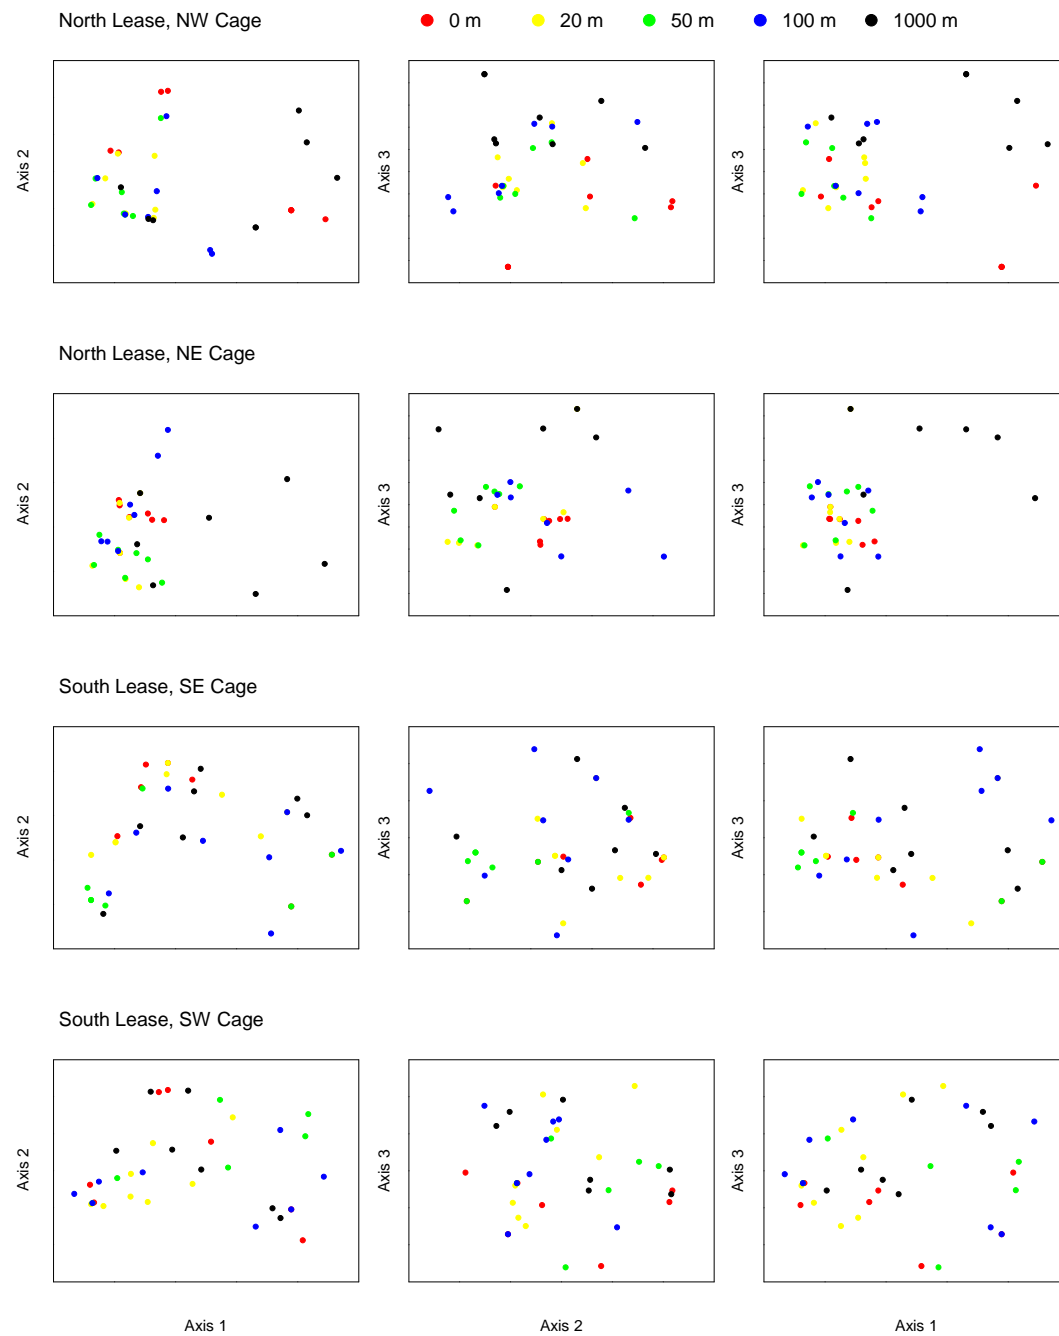 North Lease, NW Cage
0 m 20 m 50 m 100 m 1000 m
Axis 2 Axis 3 Axis 3
North Lease, NE Cage
Axis 2 Axis 3 Axis 3
South Lease, SE Cage
Axis 2 Axis 3 Axis 3
South Lease, SW Cage
Axis 2 Axis 3 Axis 3
Axis 1 Axis 2 Axis 1